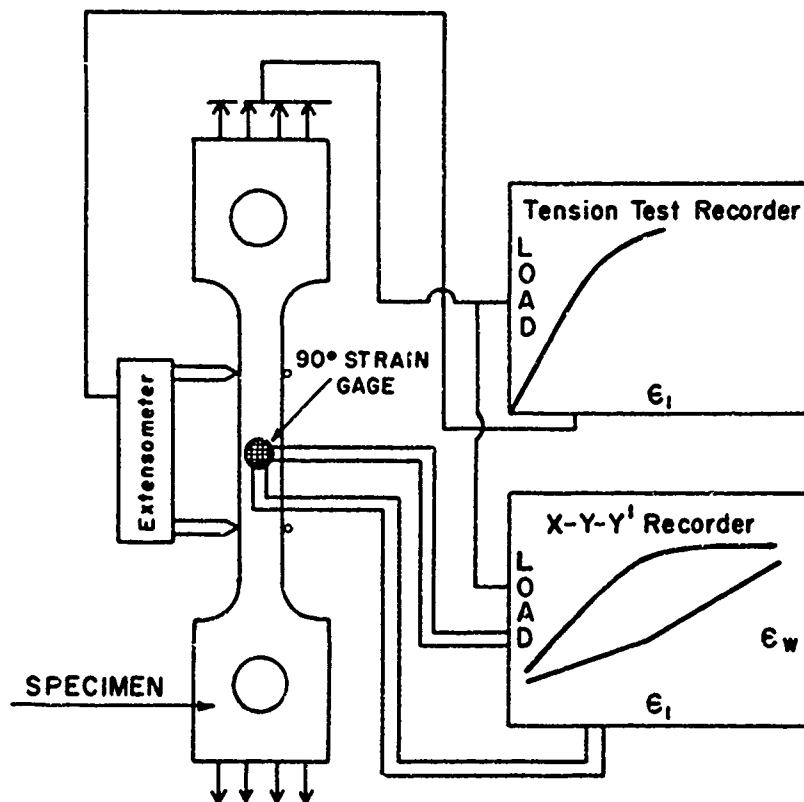 Tension Test Recorder
LOAD
ϵ₁
90° STRAIN
GAGE
Extensometer
X-Y-Y' Recorder
LOAD
ϵw
ϵ₁
SPECIMEN